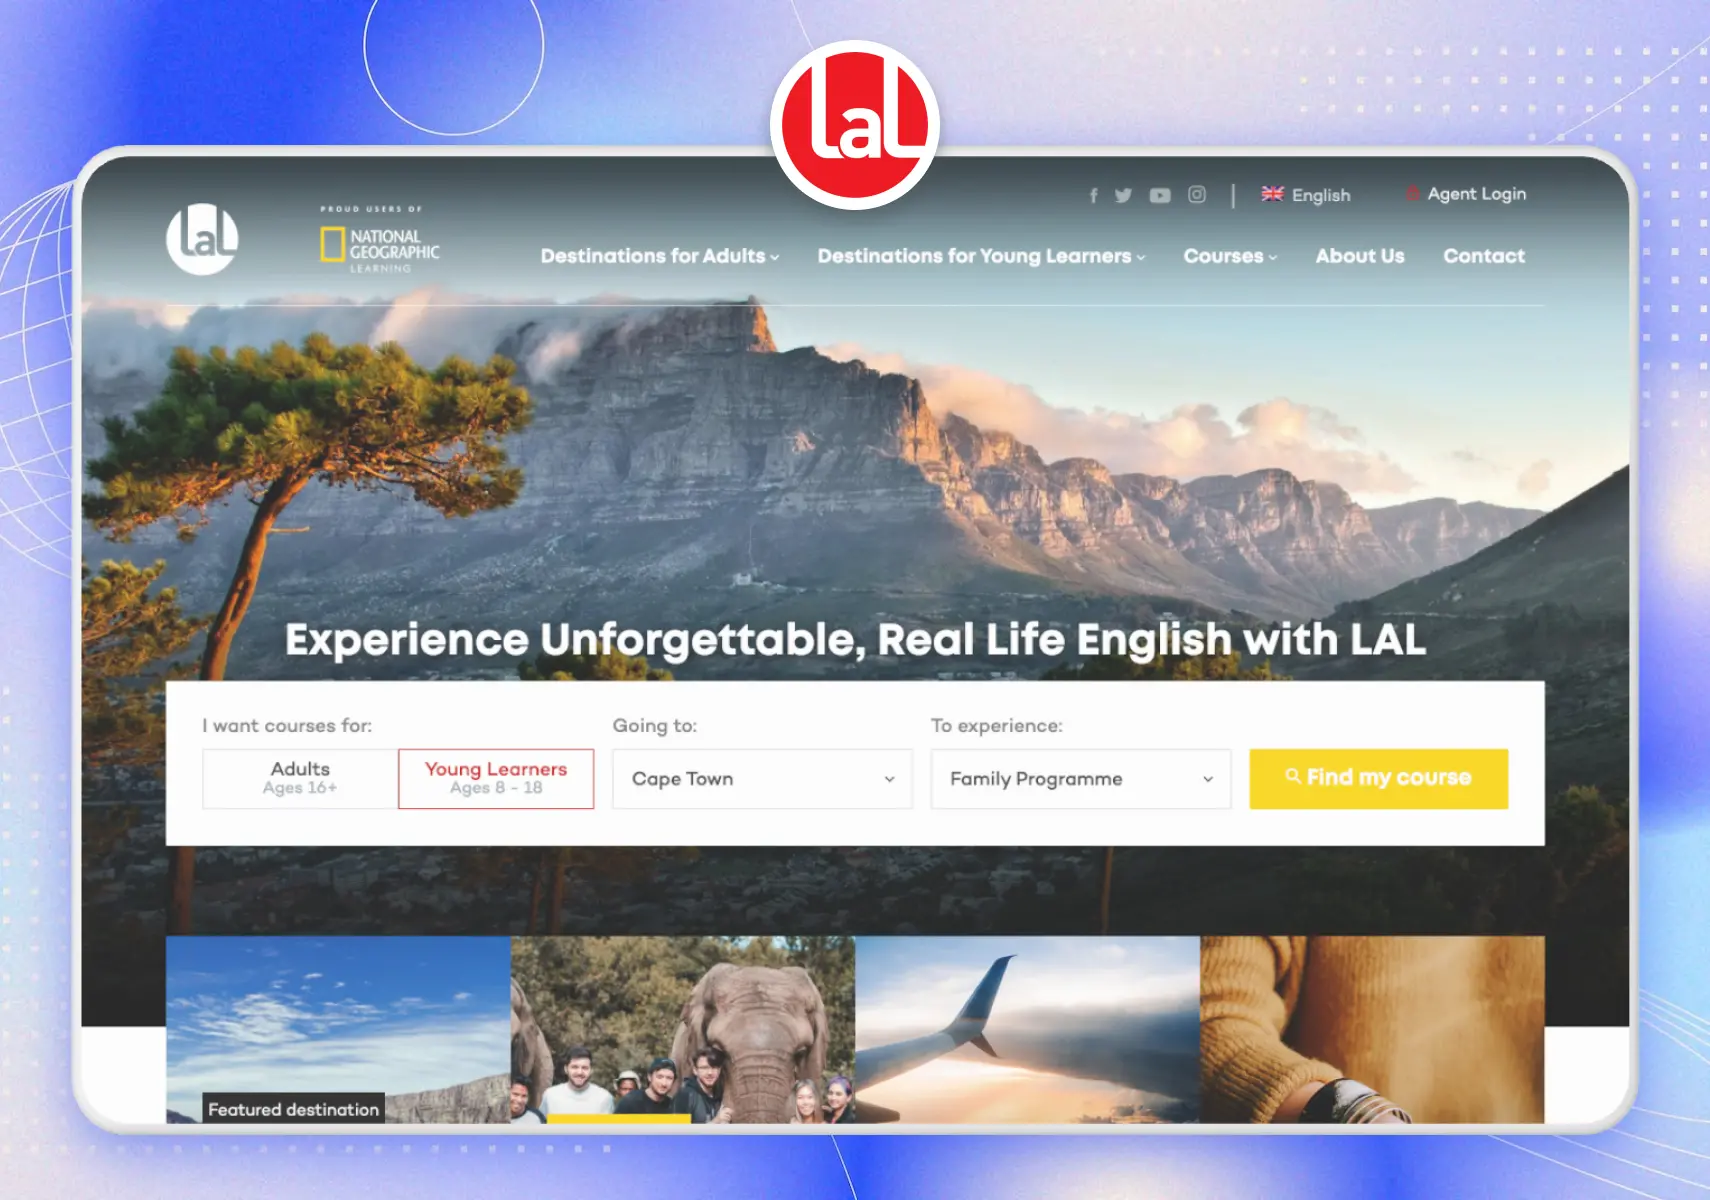 LaL
LaL
PROUD USERS OF
NATIONAL
GEOGRAPHIC
LEARNING
English
Agent Login
Destinations for Adults
Destinations for Young Learners
Courses
About Us
Contact
Experience Unforgettable, Real Life English with LAL
I want courses for:
Going to:
To experience:
Adults
Ages 16+
Young Learners
Ages 8 - 18
Cape Town
Family Programme
Find my course
Featured destination